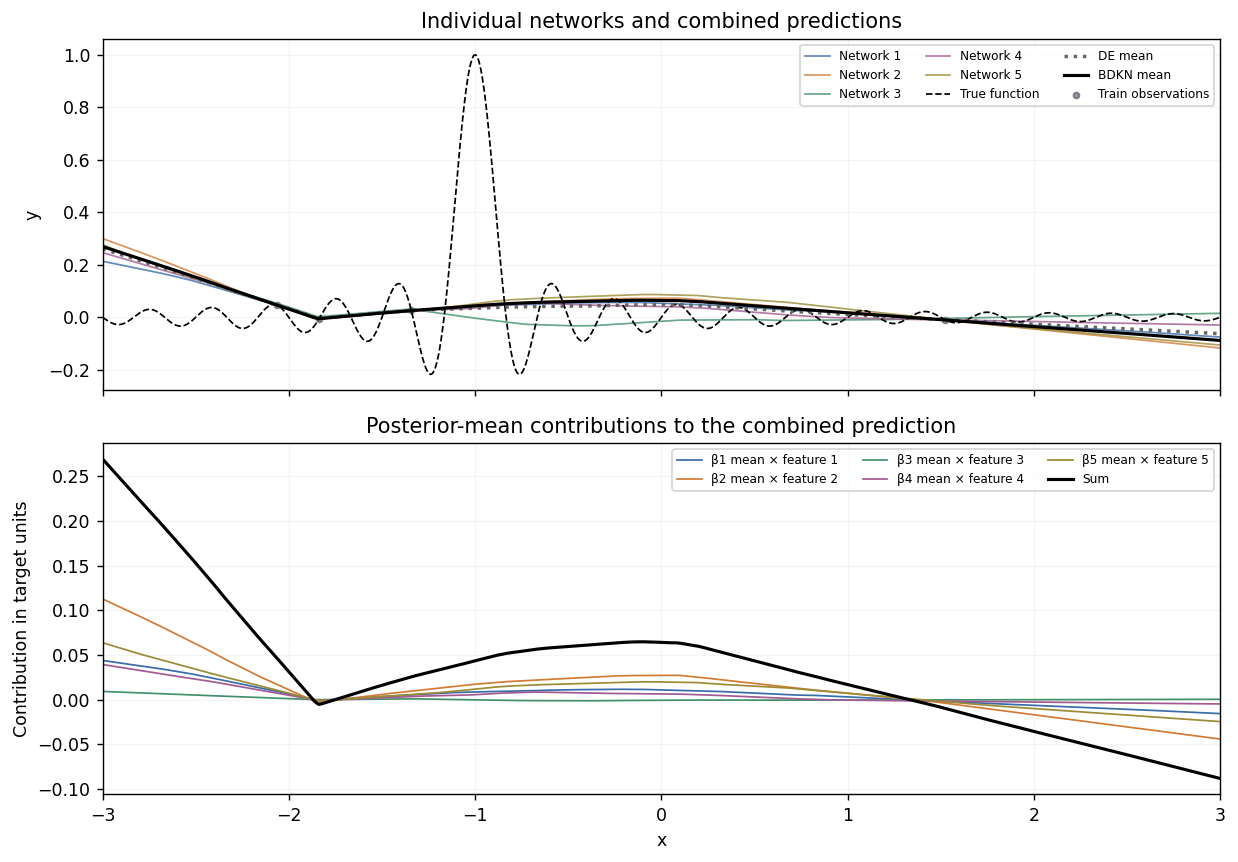 Individual networks and combined predictions
Network 1
Network 2
Network 3
Network 4
Network 5
True function
DE mean
BDKN mean
Train observations
1.0
0.8
0.6
0.4
0.2
0.0
−0.2
y
Posterior-mean contributions to the combined prediction
β1 mean × feature 1
β2 mean × feature 2
β3 mean × feature 3
β4 mean × feature 4
β5 mean × feature 5
Sum
0.25
0.20
0.15
0.10
0.05
0.00
−0.05
−0.10
Contribution in target units
−3
−2
−1
0
1
2
3
x